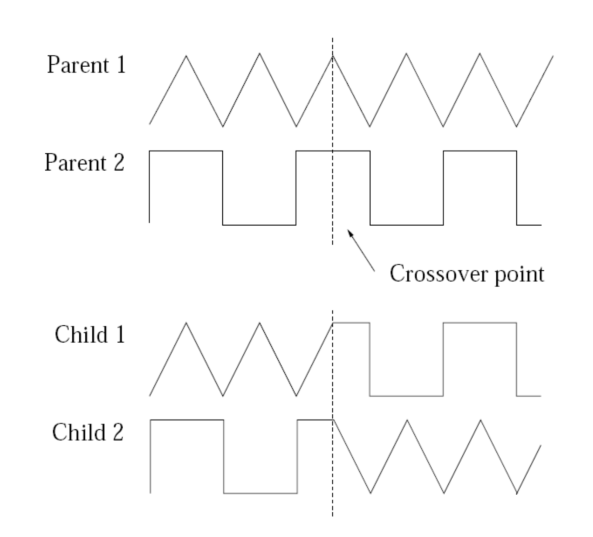 Parent 1
Parent 2
Crossover point
Child 1
Child 2